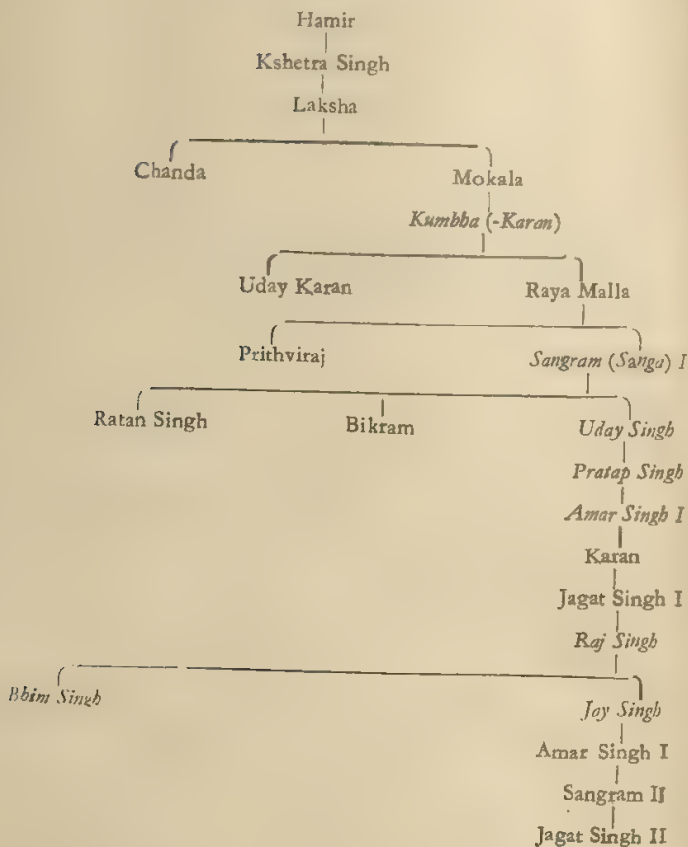 Hamir
Kshetra Singh
Laksha
Chanda Mokala
Kumbha (-Karan)
Uday Karan Raya Malla
Prithviraj Sangram (Sanga) I
Ratan Singh Bikram Uday Singh
Pratap Singh
Amar Singh I
Karan
Jagat Singh I
Raj Singh
Bhim Singh Joy Singh
Amar Singh I
Sangram II
Jagat Singh II